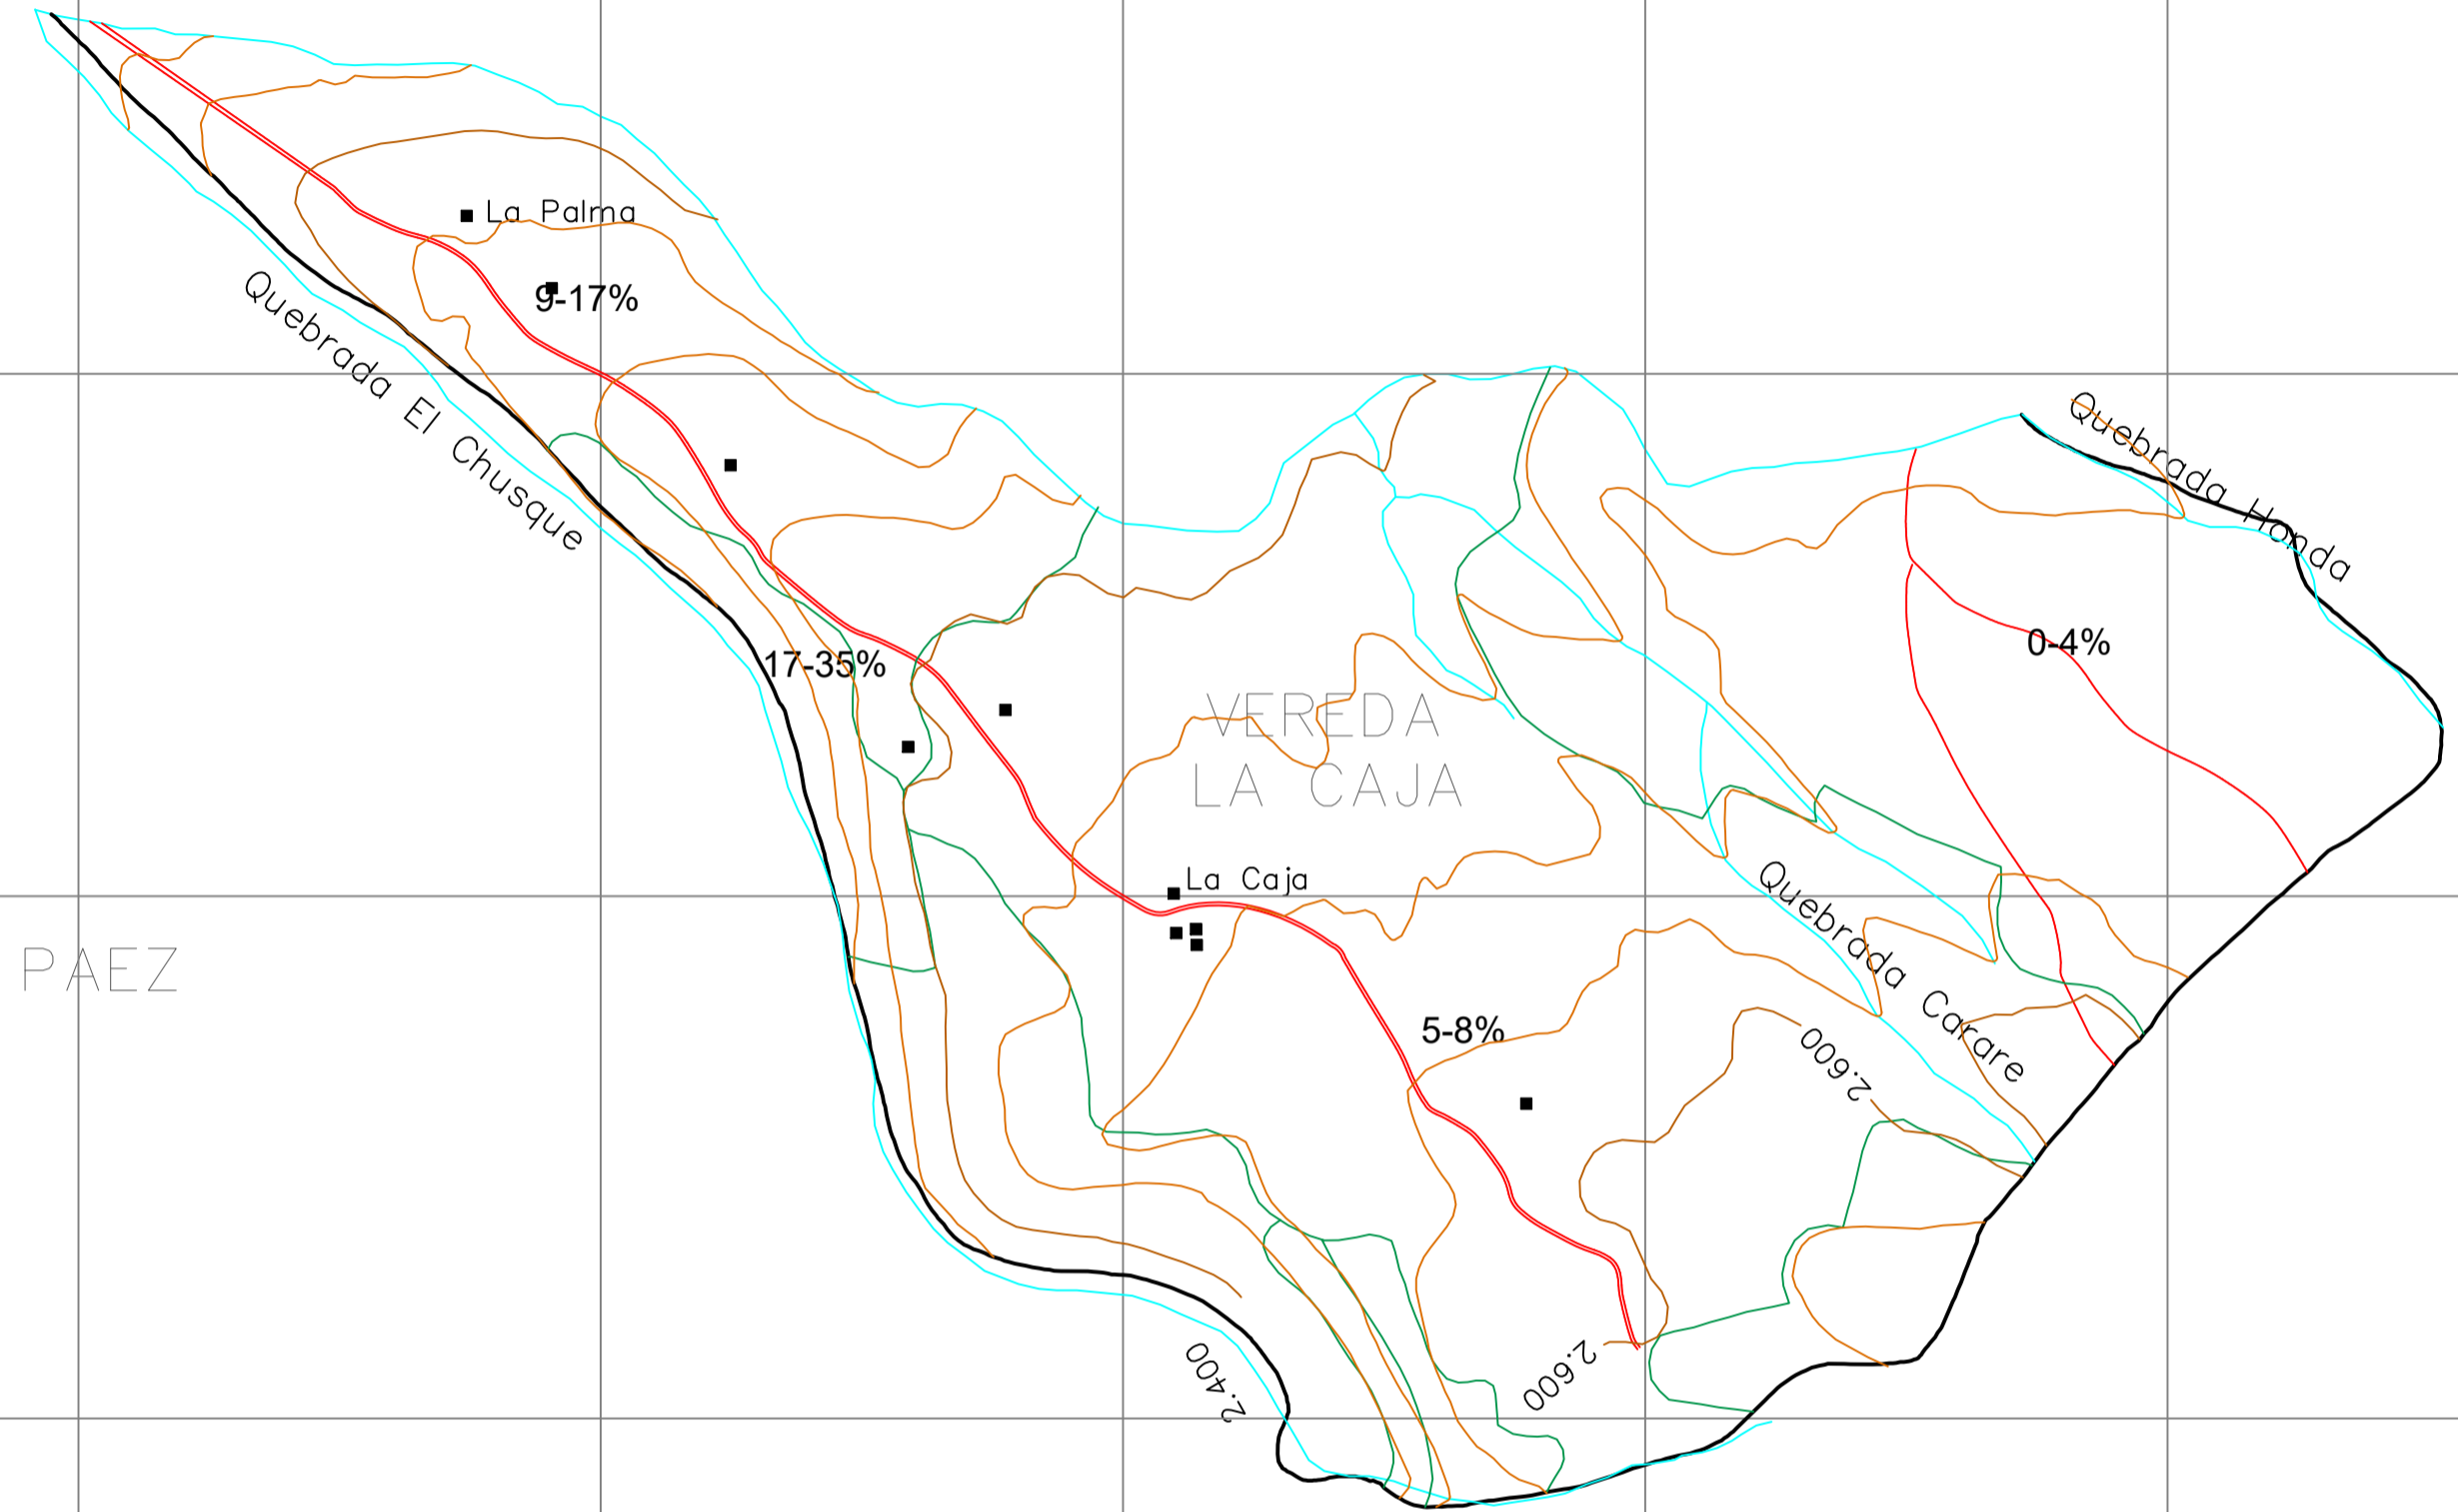 La Palma
9-17%
Quebrada El Chusque
Quebrada Honda
0-4%
17-35%
VEREDA
LA CAJA
La Caja
Quebrada Carare
PAEZ
5-8%
2.600
2.600
2.400